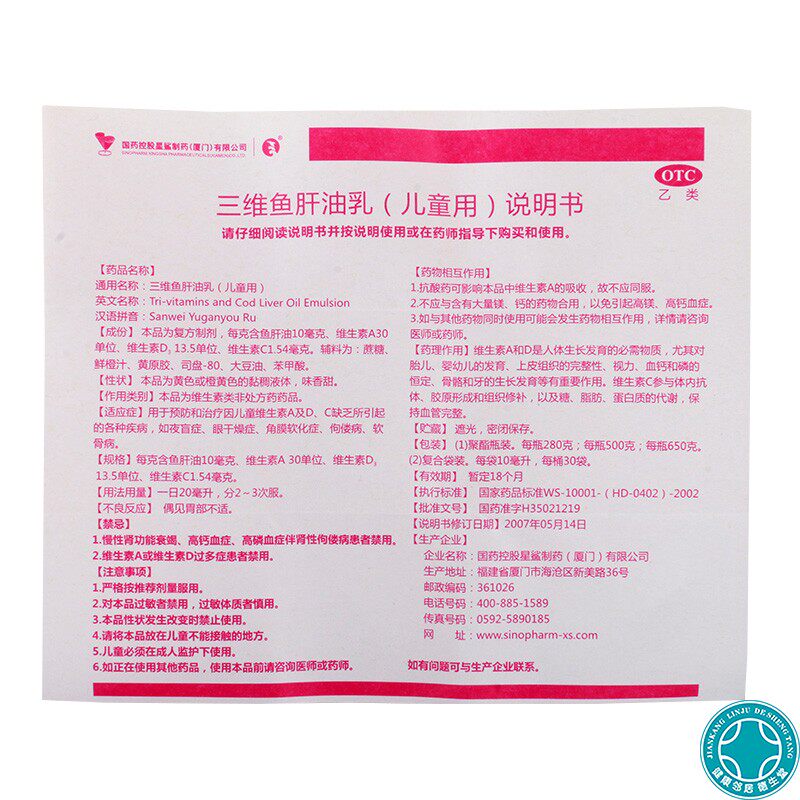 国药控股星鲨制药(厦门)有限公司
OTC
乙类
三维鱼肝油乳（儿童用）说明书
请仔细阅读说明书并按说明使用或在药师指导下购买和使用。
【药品名称】
通用名称：三维鱼肝油乳（儿童用）
英文名称：Tri-vitamins and Cod Liver Oil Emulsion
汉语拼音：Sanwei Yuganyou Ru
【成份】 本品为复方制剂，每克含鱼肝油10毫克、维生素A30
单位、维生素D₃ 13.5单位、维生素C1.54毫克。辅料为：蔗糖、
鲜橙汁、黄原胶、司盘-80、大豆油、苯甲酸。
【性状】 本品为黄色或橙黄色的黏稠液体，味香甜。
【作用类别】本品为维生素类非处方药药品。
【适应症】用于预防和治疗因儿童维生素A及D、C缺乏所引起
的各种疾病，如夜盲症、眼干燥症、角膜软化症、佝偻病、软
骨病。
【规格】每克含鱼肝油10毫克、维生素A 30单位、维生素D₃
13.5单位、维生素C1.54毫克。
【用法用量】一日20毫升，分2～3次服。
【不良反应】 偶见胃部不适。
【禁忌】
1.慢性肾功能衰竭、高钙血症、高磷血症伴肾性佝偻病患者禁用。
2.维生素A或维生素D过多症患者禁用。
【注意事项】
1.严格按推荐剂量服用。
2.对本品过敏者禁用，过敏体质者慎用。
3.本品性状发生改变时禁止使用。
4.请将本品放在儿童不能接触的地方。
5.儿童必须在成人监护下使用。
6.如正在使用其他药品，使用本品前请咨询医师或药师。
【药物相互作用】
1.抗酸药可影响本品中维生素A的吸收，故不应同服。
2.不应与含有大量镁、钙的药物合用，以免引起高镁、高钙血症。
3.如与其他药物同时使用可能会发生药物相互作用，详情请咨询
医师或药师。
【药理作用】维生素A和D是人体生长发育的必需物质，尤其对
胎儿、婴幼儿的发育、上皮组织的完整性、视力、血钙和磷的
恒定、骨骼和牙的生长发育等有重要作用。维生素C参与体内抗
体、胶原形成和组织修补，以及糖、脂肪、蛋白质的代谢，保
持血管完整。
【贮藏】 遮光，密闭保存。
【包装】 (1)聚酯瓶装。每瓶280克；每瓶500克；每瓶650克。
(2)复合袋装。每袋10毫升，每桶30袋。
【有效期】 暂定18个月
【执行标准】 国家药品标准WS-10001-（HD-0402）-2002
【批准文号】 国药准字H35021219
【说明书修订日期】2007年05月14日
【生产企业】
企业名称：国药控股星鲨制药（厦门）有限公司
生产地址：福建省厦门市海沧区新美路36号
邮政编码：361026
电话号码：400-885-1589
传真号码：0592-5890185
网 址：www.sinopharm-xs.com
如有问题可与生产企业联系。
JIANKANG LINJU DE SHENG TANG
健康邻居德生堂